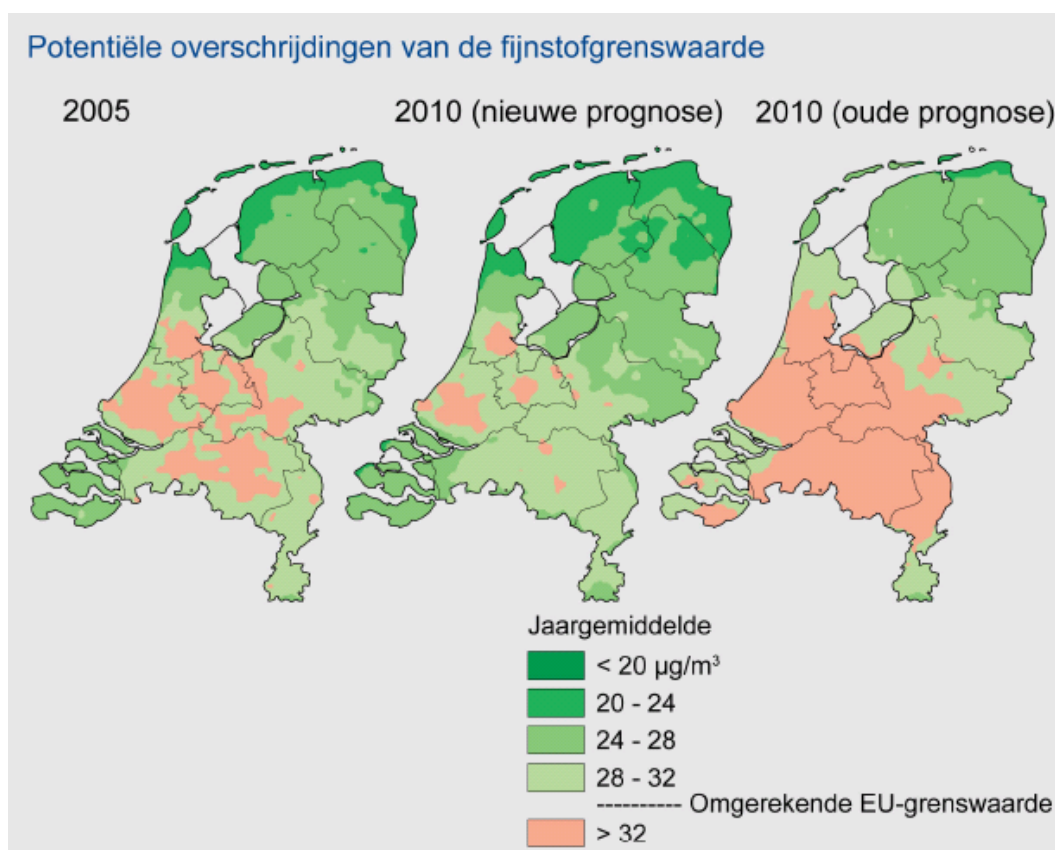 Potentiële overschrijdingen van de fijnstofgrenswaarde
2005
2010 (nieuwe prognose)
2010 (oude prognose)
Jaargemiddelde
< 20 µg/m³
20 - 24
24 - 28
28 - 32
---------- Omgerekende EU-grenswaarde
> 32